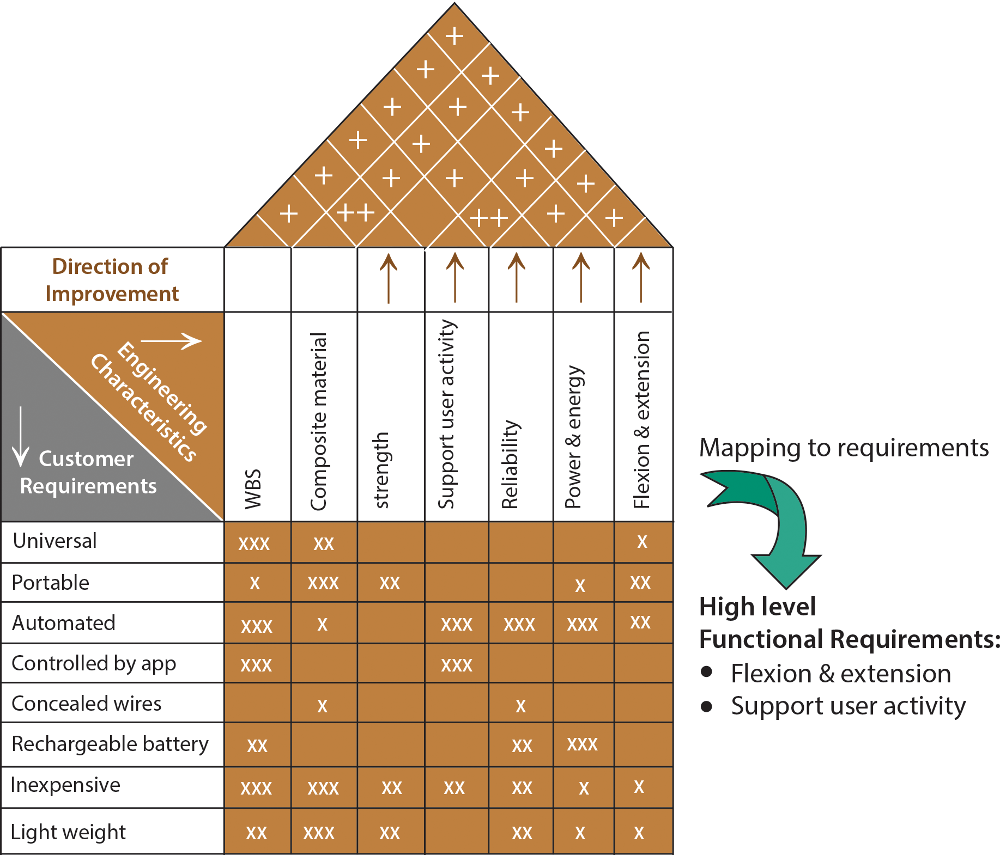 +
+ +
+ + +
+ + +
+ + + + +
+ ++ ++ + +
Direction of
Improvement
Engineering
Characteristics
Customer
Requirements
WBS
Composite material
strength
Support user activity
Reliability
Power & energy
Flexion & extension
Universal XXX XX X
Portable X XXX XX X XX
Automated XXX X XXX XXX XXX XX
Controlled by app XXX XXX
Concealed wires X X
Rechargeable battery XX XX XXX
Inexpensive XXX XXX XX XX XX X X
Light weight XX XXX XX XX X X
Mapping to requirements
High level
Functional Requirements:
• Flexion & extension
• Support user activity